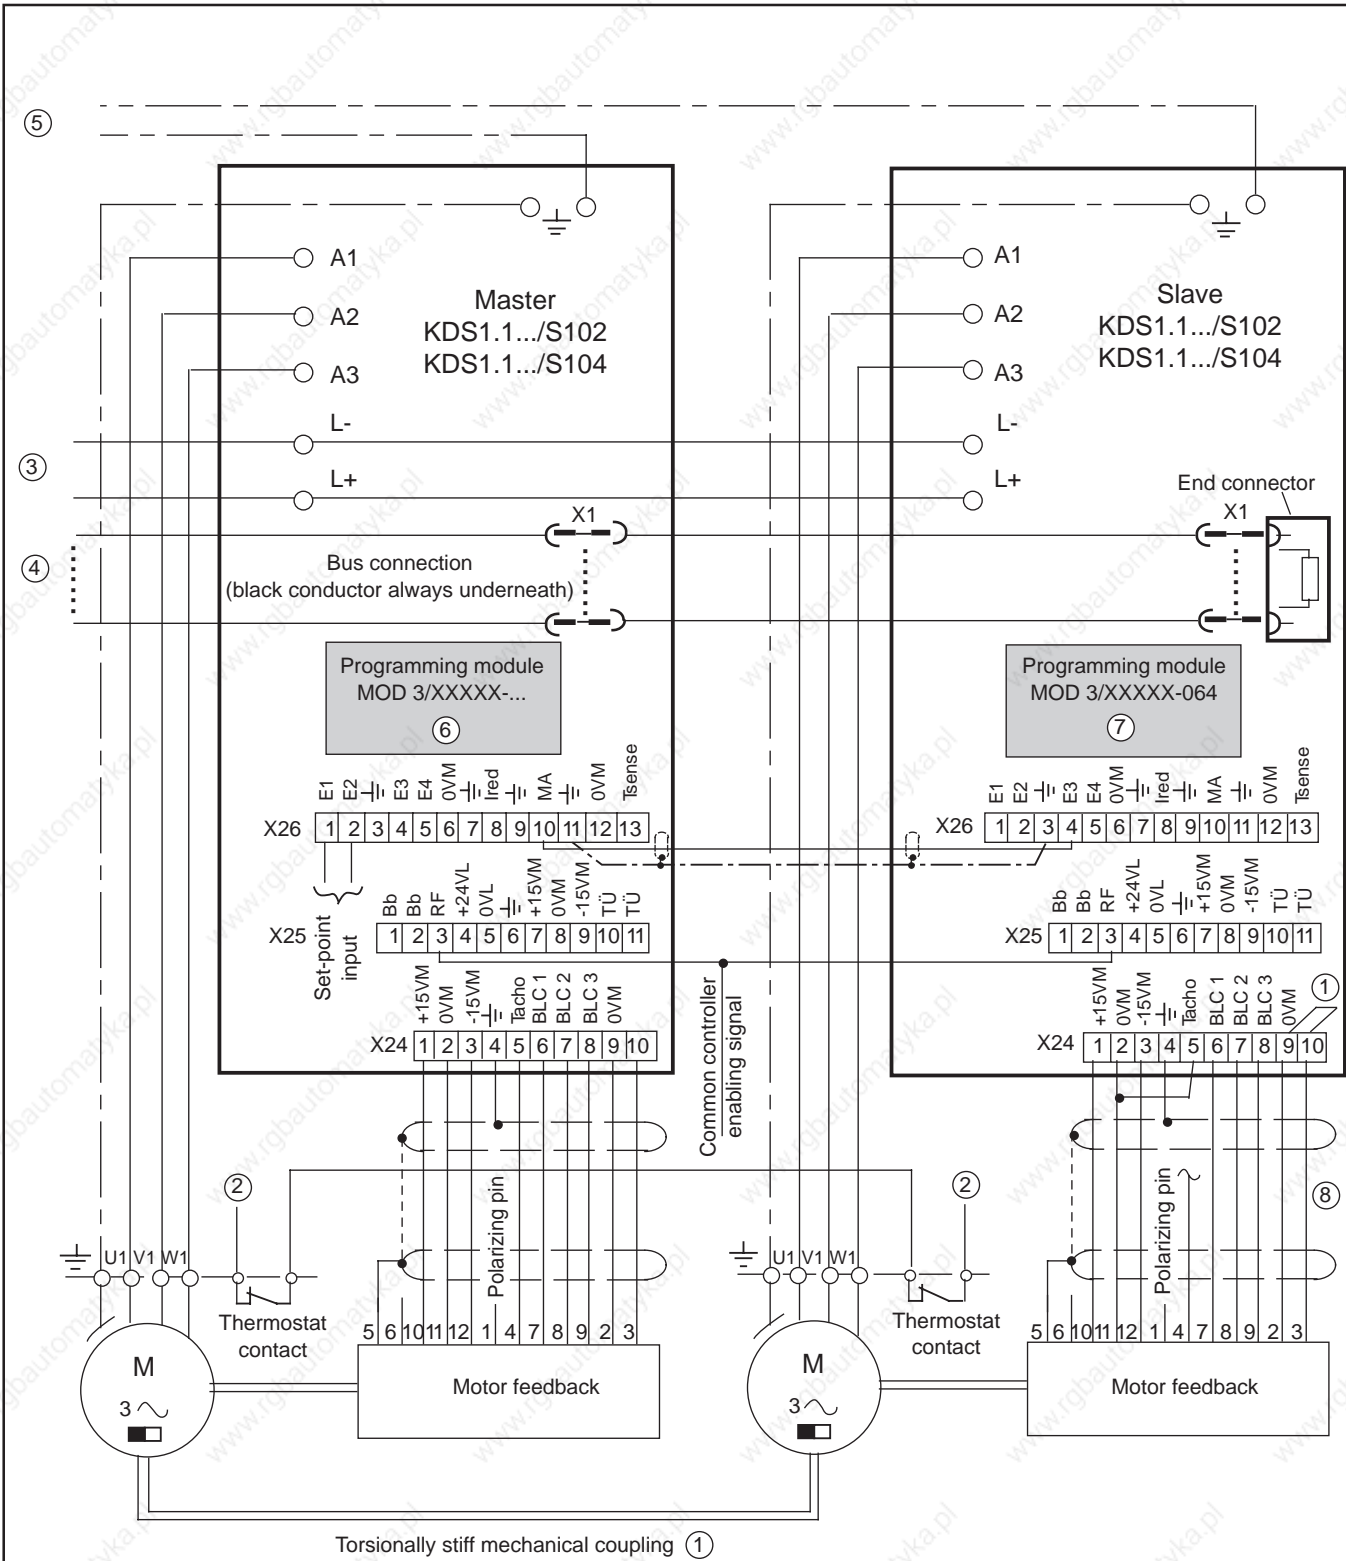 5
A1
A2
A3
L-
L+
Master
KDS1.1.../S102
KDS1.1.../S104
A1
A2
A3
L-
L+
Slave
KDS1.1.../S102
KDS1.1.../S104
3
4
X1
Bus connection
(black conductor always underneath)
End connector
X1
Programming module
MOD 3/XXXXX-...
6
Programming module
MOD 3/XXXXX-064
7
E1 E2 E3 E4 0VM Ired MA 0VM Tsense
X26 1 2 3 4 5 6 7 8 9 10 11 12 13
E1 E2 E3 E4 0VM Ired MA 0VM Tsense
X26 1 2 3 4 5 6 7 8 9 10 11 12 13
Set-point
input
Bb Bb RF +24VL 0VL +15VM 0VM -15VM TÜ TÜ
X25 1 2 3 4 5 6 7 8 9 10 11
Bb Bb RF +24VL 0VL +15VM 0VM -15VM TÜ TÜ
X25 1 2 3 4 5 6 7 8 9 10 11
+15VM 0VM -15VM Tacho BLC 1 BLC 2 BLC 3 0VM
X24 1 2 3 4 5 6 7 8 9 10
Common controller
enabling signal
+15VM 0VM -15VM Tacho BLC 1 BLC 2 BLC 3 0VM
1
X24 1 2 3 4 5 6 7 8 9 10
2
Polarizing pin
2
Polarizing pin
8
U1 V1 W1
Thermostat
contact
5 6 10 11 12 1 4 7 8 9 2 3
Motor feedback
M
3
U1 V1 W1
Thermostat
contact
5 6 10 11 12 1 4 7 8 9 2 3
Motor feedback
M
3
Torsionally stiff mechanical coupling 1
www.rgbautomatyka.pl